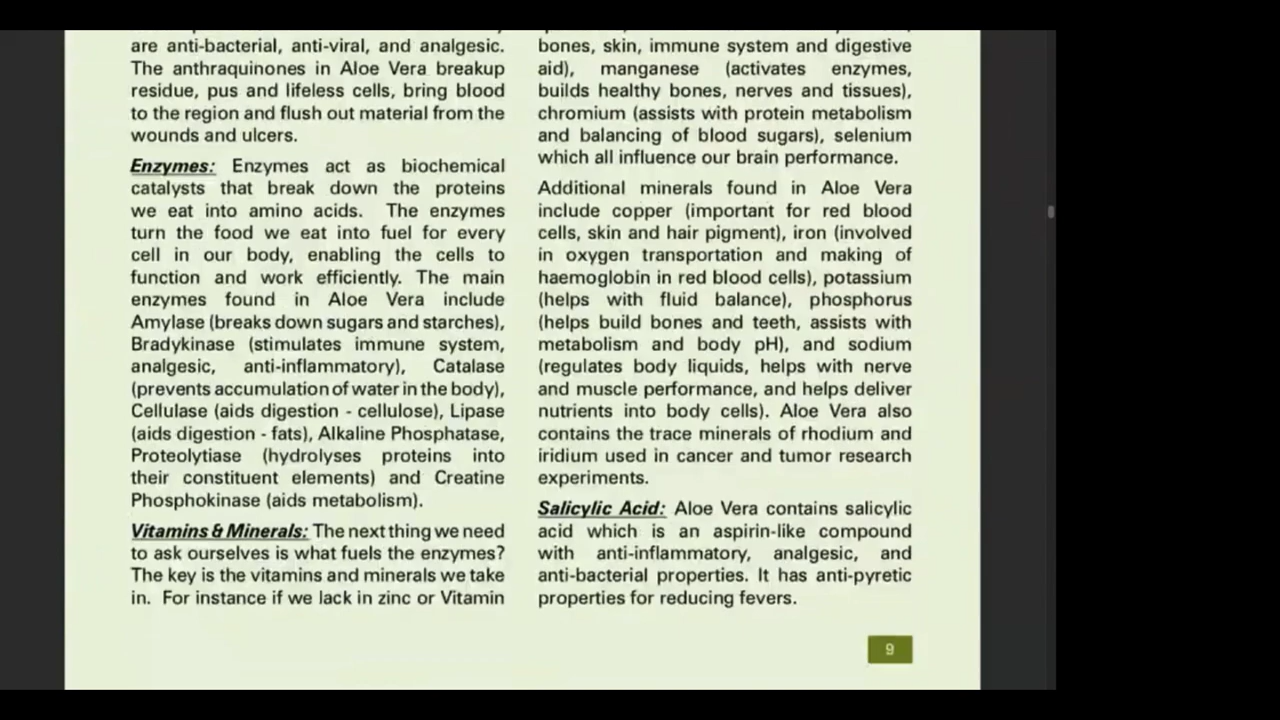 are anti-bacterial, anti-viral, and analgesic.
The anthraquinones in Aloe Vera breakup
residue, pus and lifeless cells, bring blood
to the region and flush out material from the
wounds and ulcers.
Enzymes: Enzymes act as biochemical
catalysts that break down the proteins
we eat into amino acids. The enzymes
turn the food we eat into fuel for every
cell in our body, enabling the cells to
function and work efficiently. The main
enzymes found in Aloe Vera include
Amylase (breaks down sugars and starches),
Bradykinase (stimulates immune system,
analgesic, anti-inflammatory), Catalase
(prevents accumulation of water in the body),
Cellulase (aids digestion - cellulose), Lipase
(aids digestion - fats), Alkaline Phosphatase,
Proteolytiase (hydrolyses proteins into
their constituent elements) and Creatine
Phosphokinase (aids metabolism).
Vitamins & Minerals: The next thing we need
to ask ourselves is what fuels the enzymes?
The key is the vitamins and minerals we take
in. For instance if we lack in zinc or Vitamin
bones, skin, immune system and digestive
aid), manganese (activates enzymes,
builds healthy bones, nerves and tissues),
chromium (assists with protein metabolism
and balancing of blood sugars), selenium
which all influence our brain performance.
Additional minerals found in Aloe Vera
include copper (important for red blood
cells, skin and hair pigment), iron (involved
in oxygen transportation and making of
haemoglobin in red blood cells), potassium
(helps with fluid balance), phosphorus
(helps build bones and teeth, assists with
metabolism and body pH), and sodium
(regulates body liquids, helps with nerve
and muscle performance, and helps deliver
nutrients into body cells). Aloe Vera also
contains the trace minerals of rhodium and
iridium used in cancer and tumor research
experiments.
Salicylic Acid: Aloe Vera contains salicylic
acid which is an aspirin-like compound
with anti-inflammatory, analgesic, and
anti-bacterial properties. It has anti-pyretic
properties for reducing fevers.
9